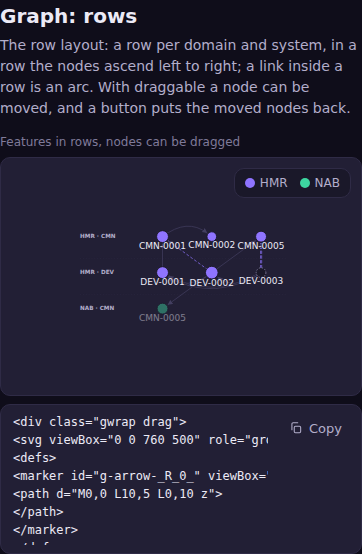 Graph: rows
The row layout: a row per domain and system, in a
row the nodes ascend left to right; a link inside a
row is an arc. With draggable a node can be
moved, and a button puts the moved nodes back.
Features in rows, nodes can be dragged
HMR NAB
HMR · CMN
CMN-0001 CMN-0002 CMN-0005
HMR · DEV
DEV-0001 DEV-0002 DEV-0003
NAB · CMN
CMN-0005
<div class="gwrap drag">
<svg viewBox="0 0 760 500" role="gro
Copy
<defs>
<marker id="g-arrow-_R_0_" viewBox="
<path d="M0,0 L10,5 L0,10 z">
</path>
</marker>